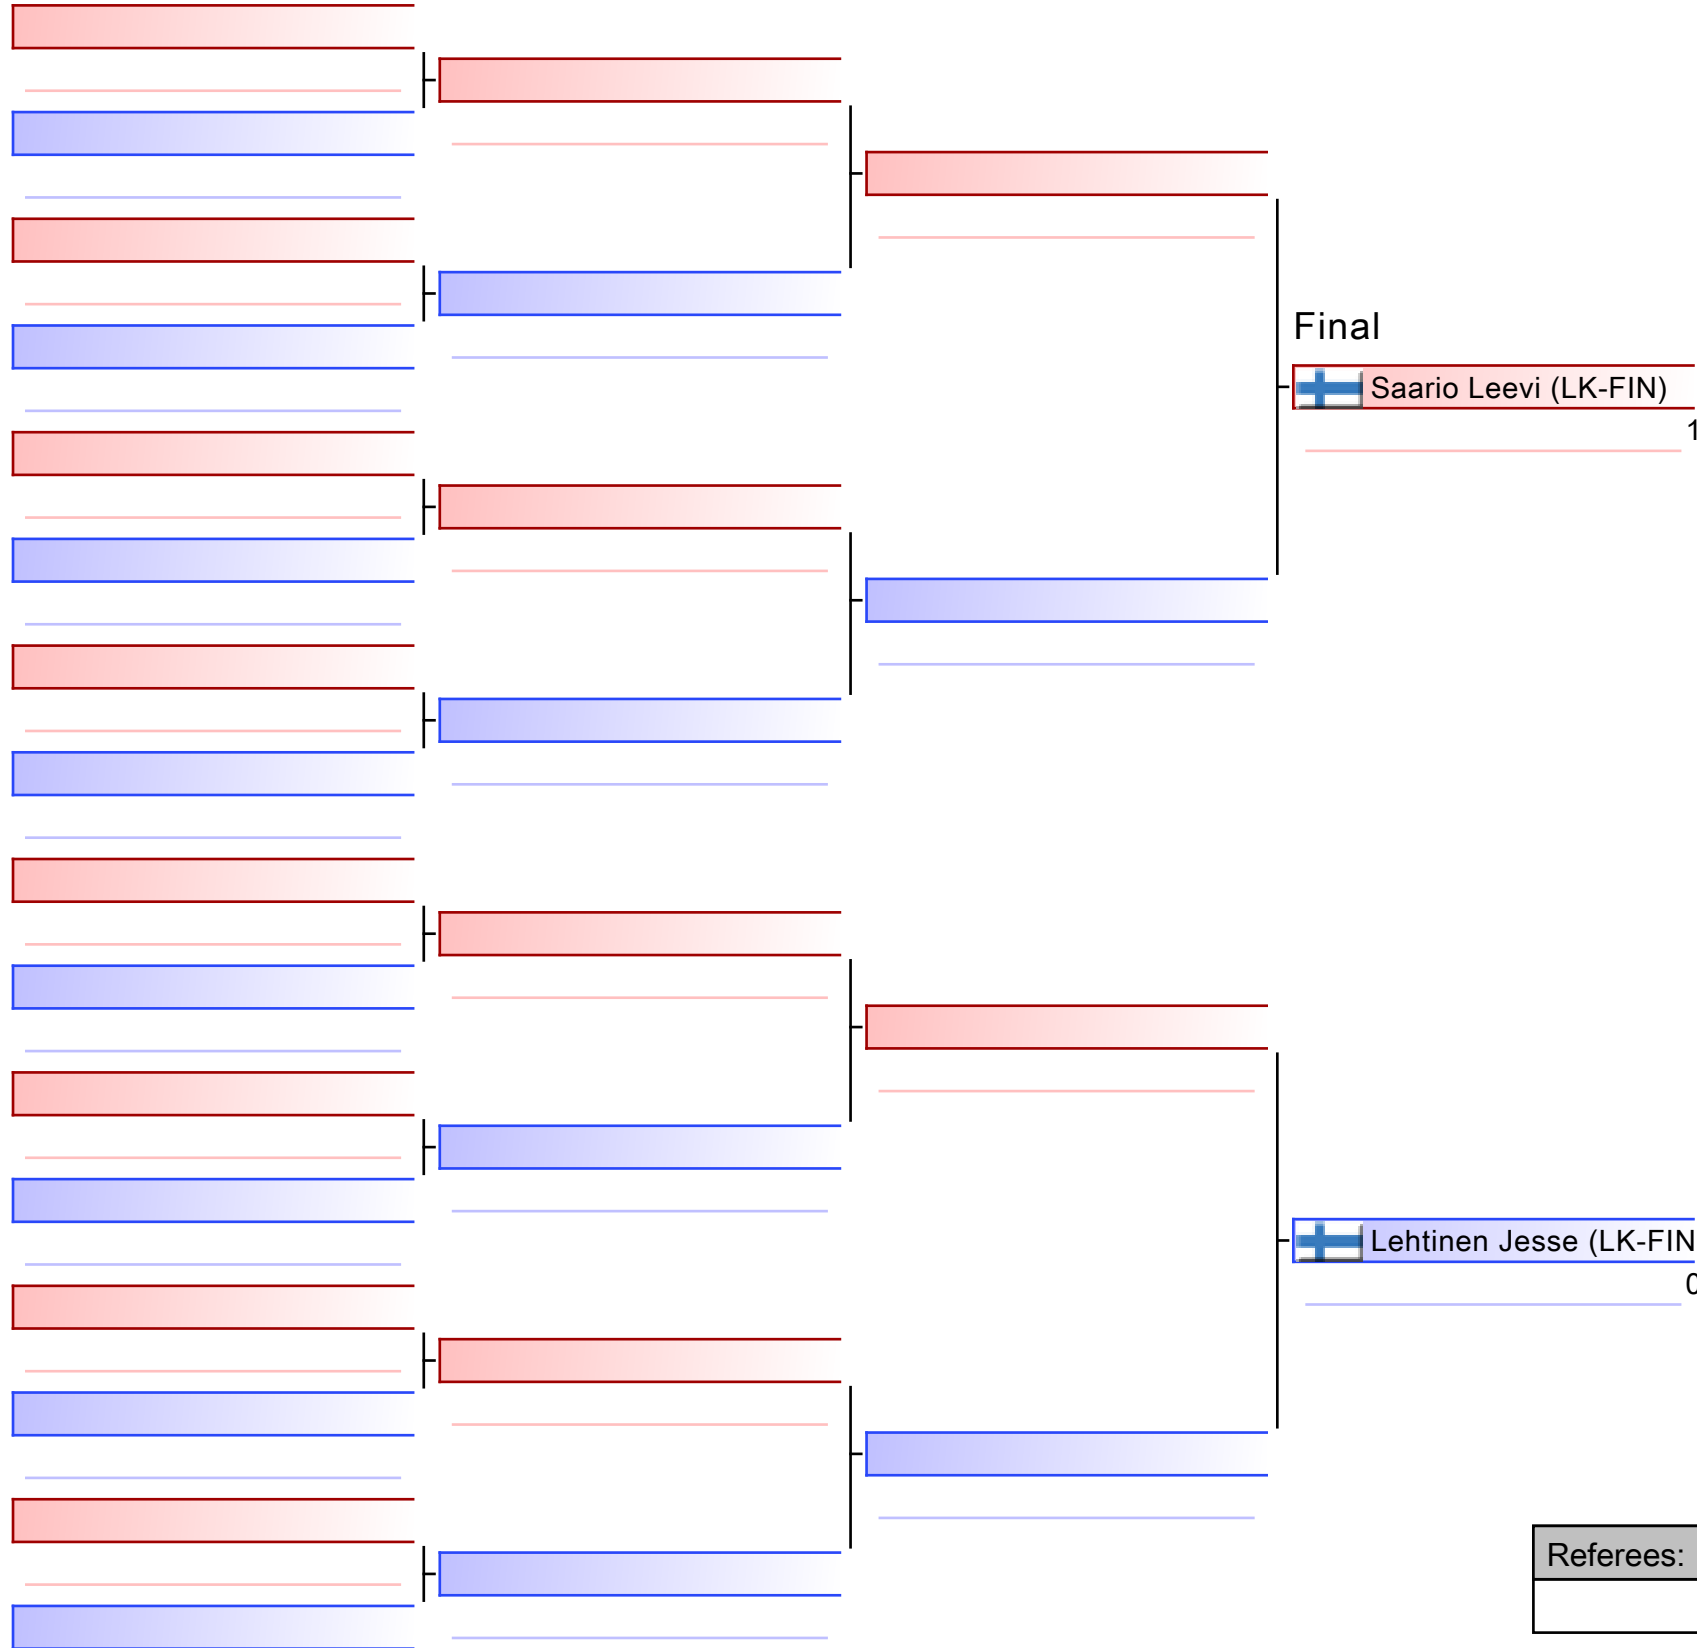 Final
Saario Leevi (LK-FIN)
1
Lehtinen Jesse (LK-FIN
0
Referees: